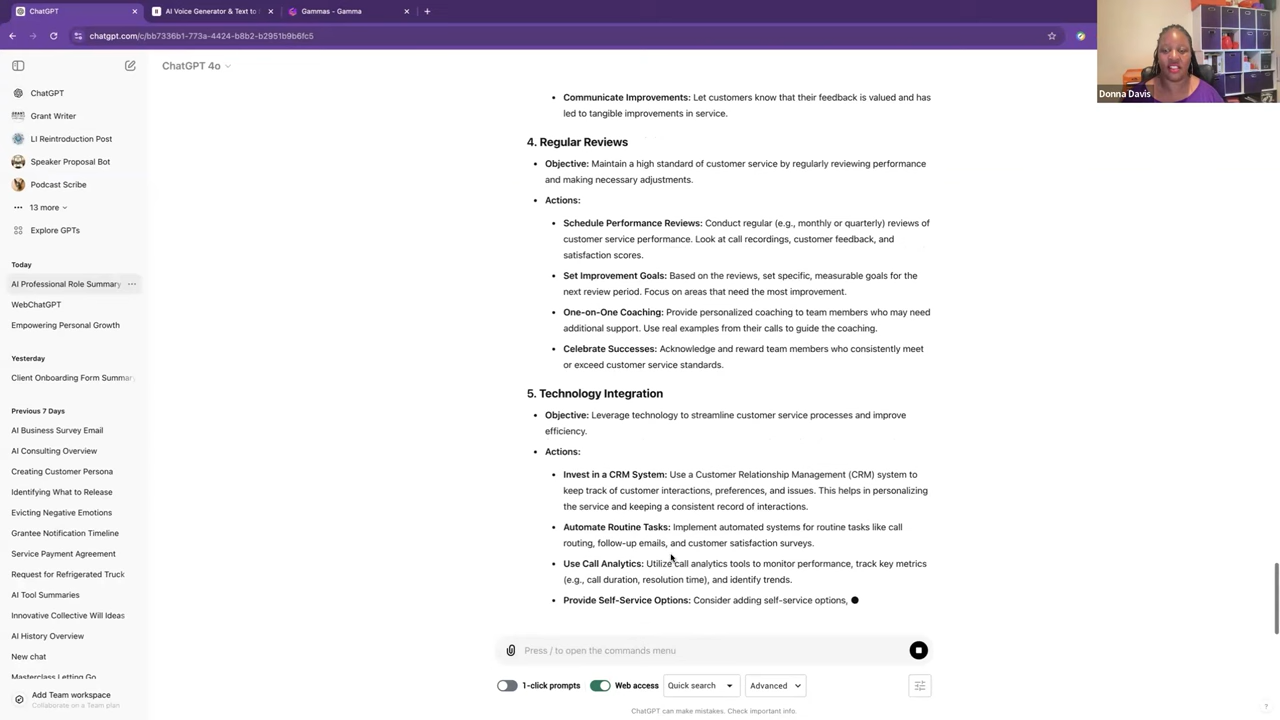 ChatGPT
AI Voice Generator & Text to
Gammas - Gamma
chatgpt.com/c/bb7336b1-773a-4424-b8b2-b2951b9b6fc5
Donna Davis
ChatGPT 4o
ChatGPT
Grant Writer
LI Reintroduction Post
Speaker Proposal Bot
Podcast Scribe
13 more
Explore GPTs
Today
AI Professional Role Summary
WebChatGPT
Empowering Personal Growth
Yesterday
Client Onboarding Form Summar
Previous 7 Days
AI Business Survey Email
AI Consulting Overview
Creating Customer Persona
Identifying What to Release
Evicting Negative Emotions
Grantee Notification Timeline
Service Payment Agreement
Request for Refrigerated Truck
AI Tool Summaries
Innovative Collective Will Ideas
AI History Overview
New chat
Masterclass Letting Go
Add Team workspace
Collaborate on a Team plan
• Communicate Improvements: Let customers know that their feedback is valued and has
led to tangible improvements in service.
4. Regular Reviews
• Objective: Maintain a high standard of customer service by regularly reviewing performance
and making necessary adjustments.
• Actions:
• Schedule Performance Reviews: Conduct regular (e.g., monthly or quarterly) reviews of
customer service performance. Look at call recordings, customer feedback, and
satisfaction scores.
• Set Improvement Goals: Based on the reviews, set specific, measurable goals for the
next review period. Focus on areas that need the most improvement.
• One-on-One Coaching: Provide personalized coaching to team members who may need
additional support. Use real examples from their calls to guide the coaching.
• Celebrate Successes: Acknowledge and reward team members who consistently meet
or exceed customer service standards.
5. Technology Integration
• Objective: Leverage technology to streamline customer service processes and improve
efficiency.
• Actions:
• Invest in a CRM System: Use a Customer Relationship Management (CRM) system to
keep track of customer interactions, preferences, and issues. This helps in personalizing
the service and keeping a consistent record of interactions.
• Automate Routine Tasks: Implement automated systems for routine tasks like call
routing, follow-up emails, and customer satisfaction surveys.
• Use Call Analytics: Utilize call analytics tools to monitor performance, track key metrics
(e.g., call duration, resolution time), and identify trends.
• Provide Self-Service Options: Consider adding self-service options,
Press / to open the commands menu
1-click prompts
Web access
Quick search
Advanced
ChatGPT can make mistakes. Check important info.
?